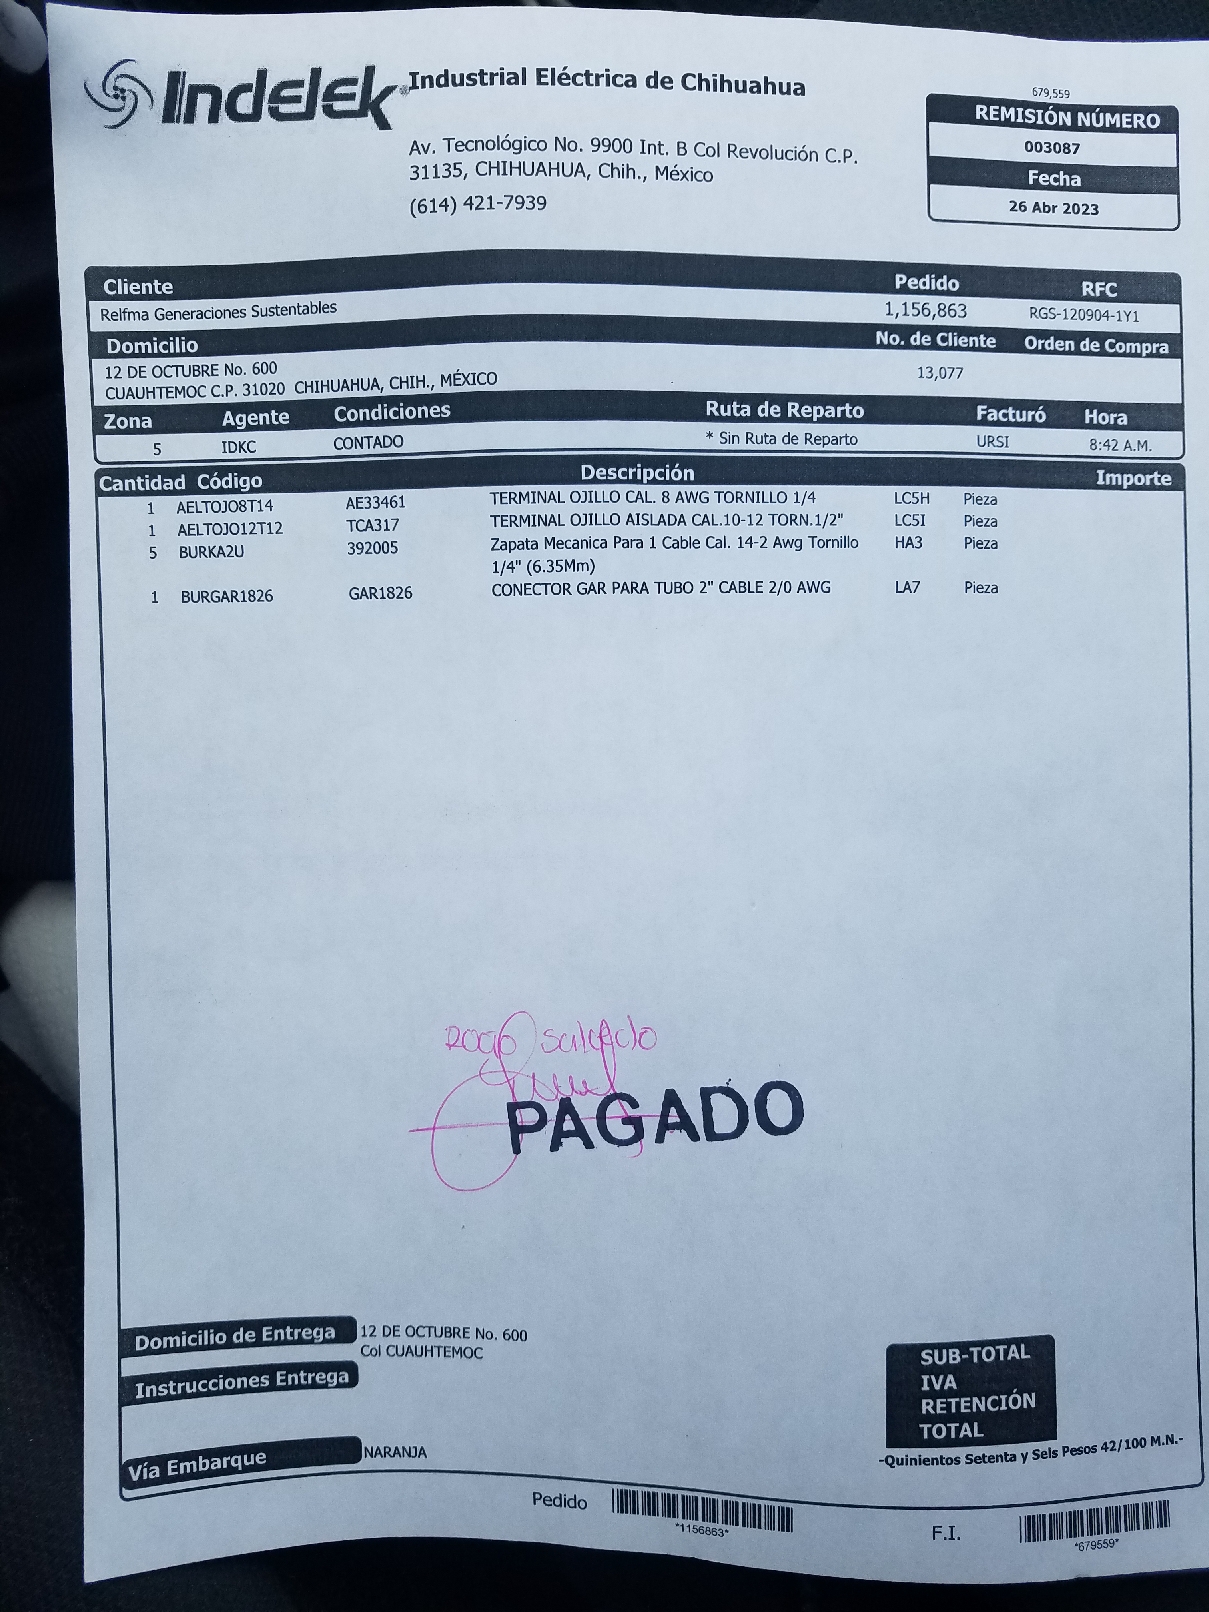 Indelek
Industrial Eléctrica de Chihuahua
Av. Tecnológico No. 9900 Int. B Col Revolución C.P.
31135, CHIHUAHUA, Chih., México
(614) 421-7939
679,559
REMISIÓN NÚMERO
003087
Fecha
26 Abr 2023
Cliente Pedido RFC
Relfma Generaciones Sustentables 1,156,863 RGS-120904-1Y1
Domicilio No. de Cliente Orden de Compra
12 DE OCTUBRE No. 600 13,077
CUAUHTEMOC C.P. 31020 CHIHUAHUA, CHIH., MÉXICO
Zona Agente Condiciones Ruta de Reparto Facturó Hora
5 IDKC CONTADO * Sin Ruta de Reparto URSI 8:42 A.M.
Cantidad Código Descripción Importe
1 AELTOJO8T14 AE33461 TERMINAL OJILLO CAL. 8 AWG TORNILLO 1/4 LC5H Pieza
1 AELTOJO12T12 TCA317 TERMINAL OJILLO AISLADA CAL.10-12 TORN.1/2" LC5I Pieza
5 BURKA2U 392005 Zapata Mecanica Para 1 Cable Cal. 14-2 Awg Tornillo HA3 Pieza
1/4" (6.35Mm)
1 BURGAR1826 GAR1826 CONECTOR GAR PARA TUBO 2" CABLE 2/0 AWG LA7 Pieza
Salgado
PAGADO
Domicilio de Entrega 12 DE OCTUBRE No. 600
Col CUAUHTEMOC
Instrucciones Entrega
Vía Embarque NARANJA
SUB-TOTAL
IVA
RETENCIÓN
TOTAL
-Quinientos Setenta y Seis Pesos 42/100 M.N.-
Pedido *1156863*
F.I. *679559*